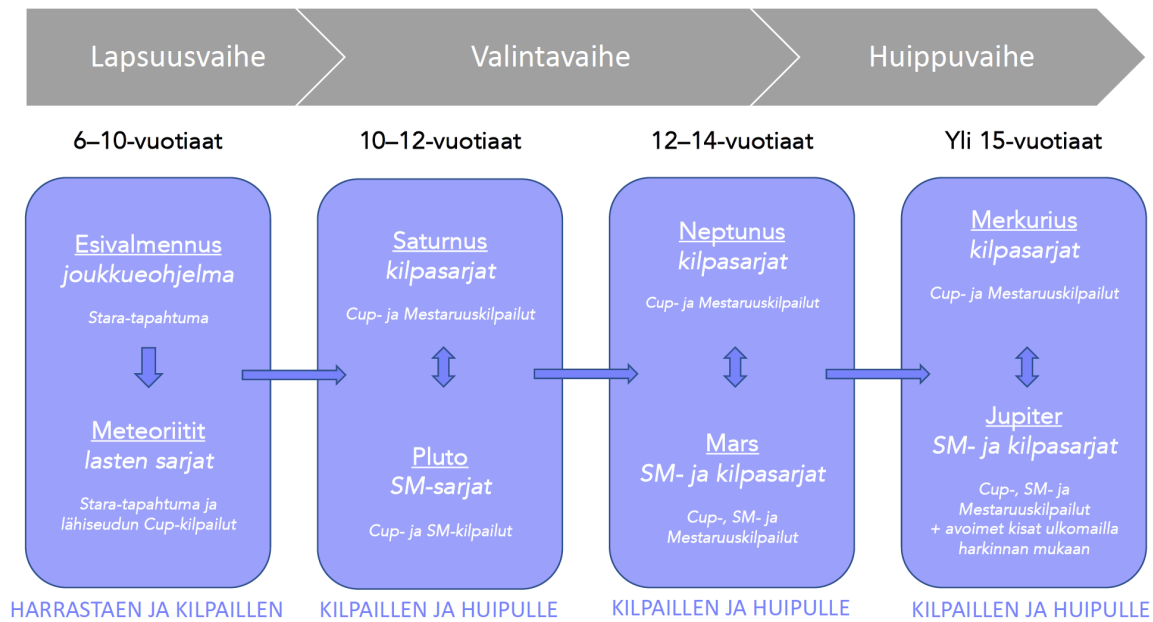 Lapsuusvaihe
Valintavaihe
Huippuvaihe
6–10-vuotiaat
10–12-vuotiaat
12–14-vuotiaat
Yli 15-vuotiaat
Esivalmennus
joukkueohjelma
Stara-tapahtuma
Meteoriitit
lasten sarjat
Stara-tapahtuma ja
lähiseudun Cup-kilpailut
HARRASTAEN JA KILPAILLEN
Saturnus
kilpasarjat
Cup- ja Mestaruuskilpailut
Pluto
SM-sarjat
Cup- ja SM-kilpailut
KILPAILLEN JA HUIPULLE
Neptunus
kilpasarjat
Cup- ja Mestaruuskilpailut
Mars
SM- ja kilpasarjat
Cup-, SM- ja
Mestaruuskilpailut
KILPAILLEN JA HUIPULLE
Merkurius
kilpasarjat
Cup- ja Mestaruuskilpailut
Jupiter
SM- ja kilpasarjat
Cup-, SM- ja
Mestaruuskilpailut
+ avoimet kisat ulkomailla
harkinnan mukaan
KILPAILLEN JA HUIPULLE